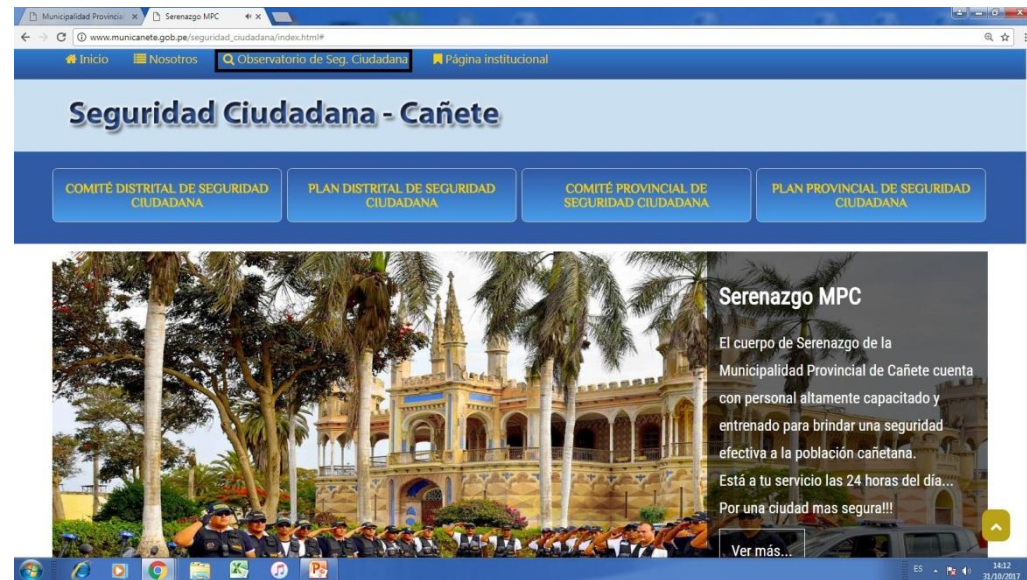 Municipalidad Provincial
Serenazgo MPC
www.municanete.gob.pe/seguridad_ciudadana/index.html#
Inicio
Nosotros
Observatorio de Seg. Ciudadana
Página institucional
Seguridad Ciudadana - Cañete
COMITÉ DISTRITAL DE SEGURIDAD
CIUDADANA
PLAN DISTRITAL DE SEGURIDAD
CIUDADANA
COMITÉ PROVINCIAL DE
SEGURIDAD CIUDADANA
PLAN PROVINCIAL DE SEGURIDAD
CIUDADANA
Serenazgo MPC
El cuerpo de Serenazgo de la
Municipalidad Provincial de Cañete cuenta
con personal altamente capacitado y
entrenado para brindar una seguridad
efectiva a la población cañetana.
Está a tu servicio las 24 horas del día...
Por una ciudad mas segura!!!
Ver más...
ES
14:12
31/10/2017